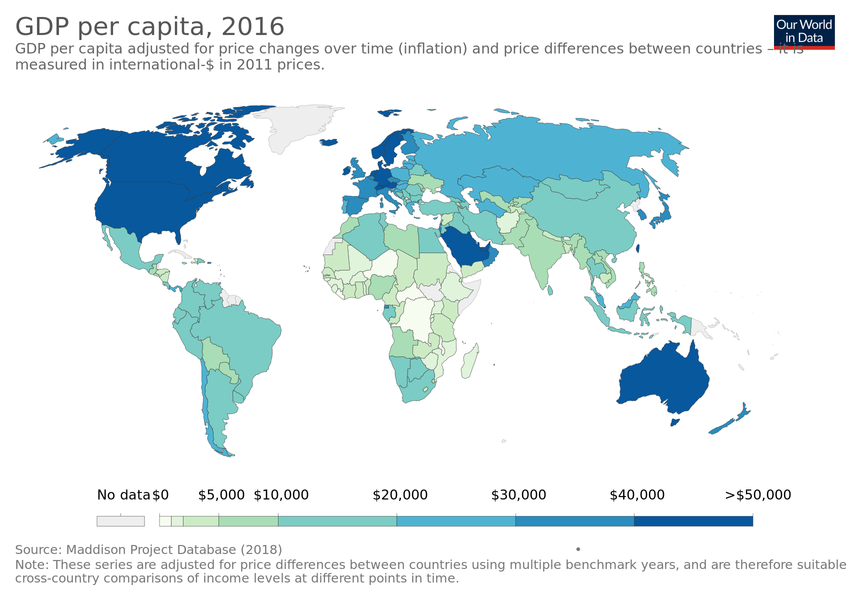 GDP per capita, 2016
Our World
in Data
GDP per capita adjusted for price changes over time (inflation) and price differences between countries – it is
measured in international-$ in 2011 prices.
No data $0 $5,000 $10,000 $20,000 $30,000 $40,000 >$50,000
Source: Maddison Project Database (2018) •
Note: These series are adjusted for price differences between countries using multiple benchmark years, and are therefore suitable
cross-country comparisons of income levels at different points in time.